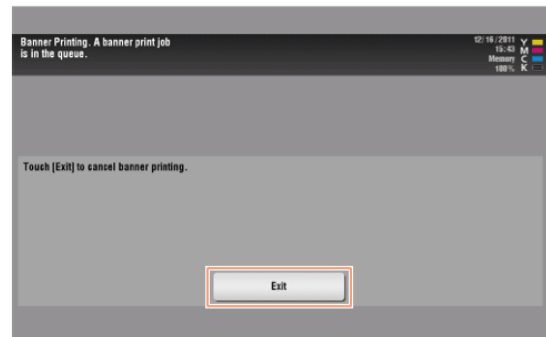 Banner Printing. A banner print job
is in the queue.
12/16/2011
15:43
Memory
100%
Y
M
C
K
Touch [Exit] to cancel banner printing.
Exit